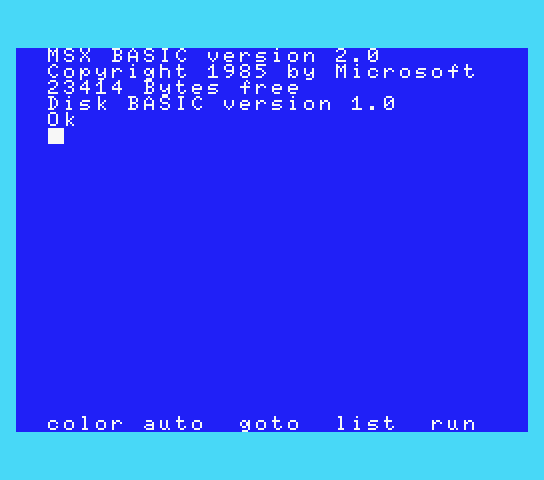 MSX BASIC version 2.0
Copyright 1985 by Microsoft
23414 Bytes free
Disk BASIC version 1.0
Ok
color auto goto list run